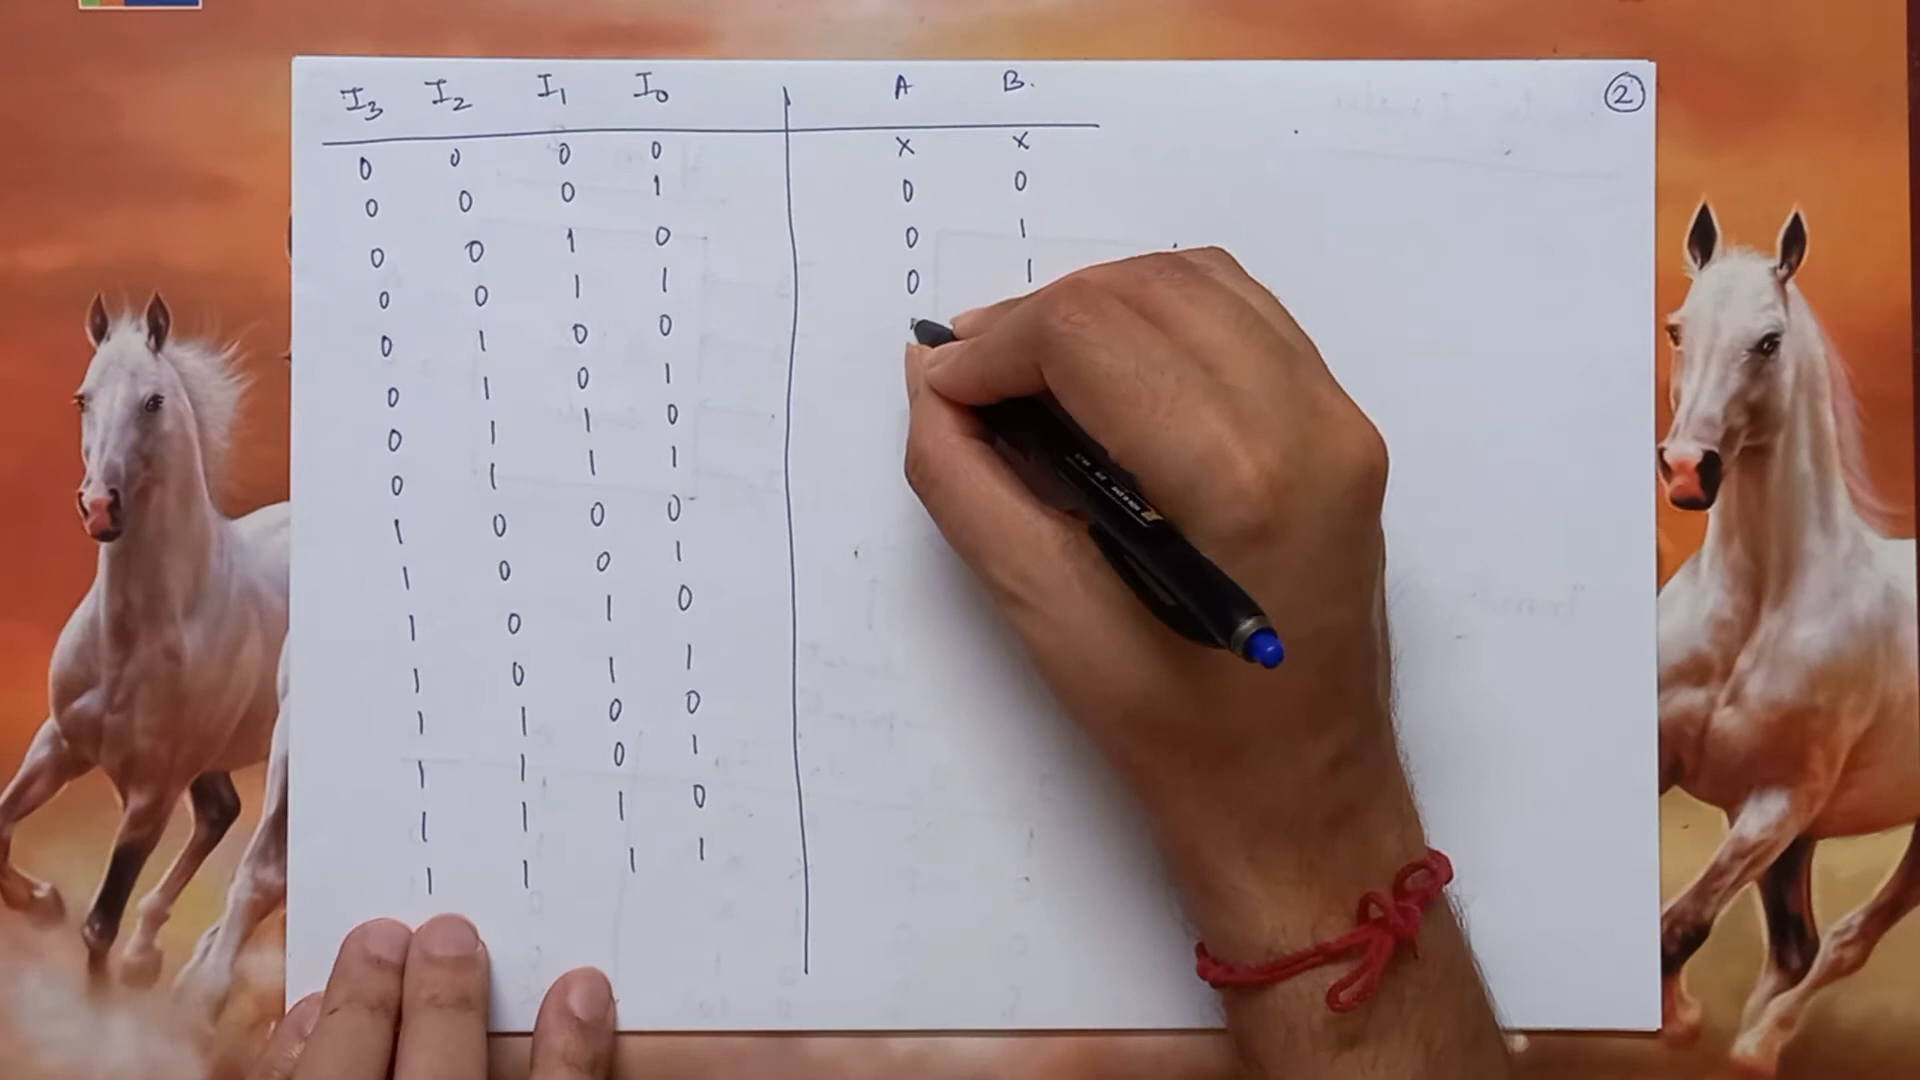 I3 I2 I1 I0 A B. 2
0 0 0 0 x x
0 0 0 1 0 0
0 0 1 0 0 1
0 0 1 1 0 1
0 1 0 0
0 1 0 1
0 1 1 0
0 1 1 1
1 0 0 0
1 0 0 1
1 0 1 0
1 0 1 1
1 1 0 0
1 1 0 1
1 1 1 0
1 1 1 1